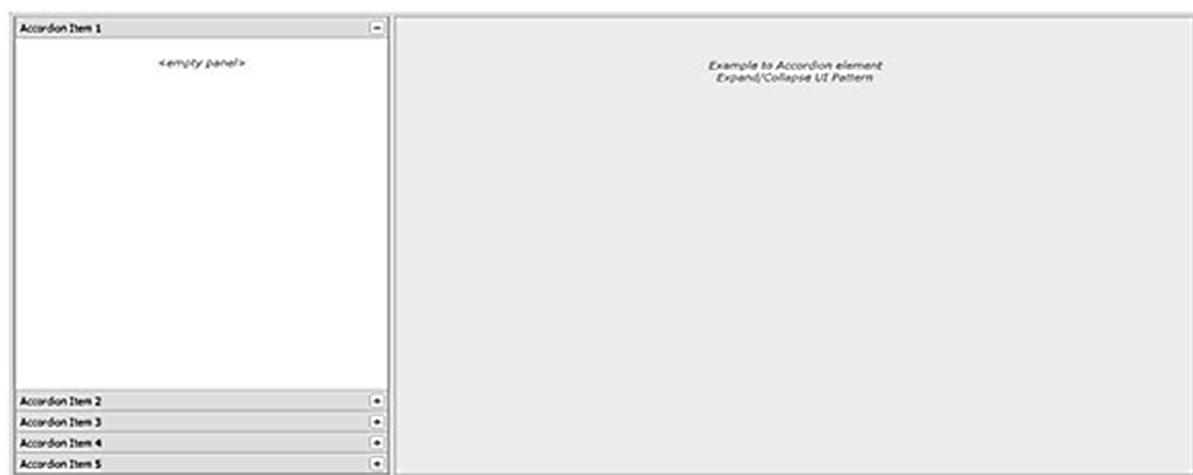 Accordion Item 1
<empty panel>
Example to Accordion element
Expand/Collapse UI Pattern
Accordion Item 2
Accordion Item 3
Accordion Item 4
Accordion Item 5